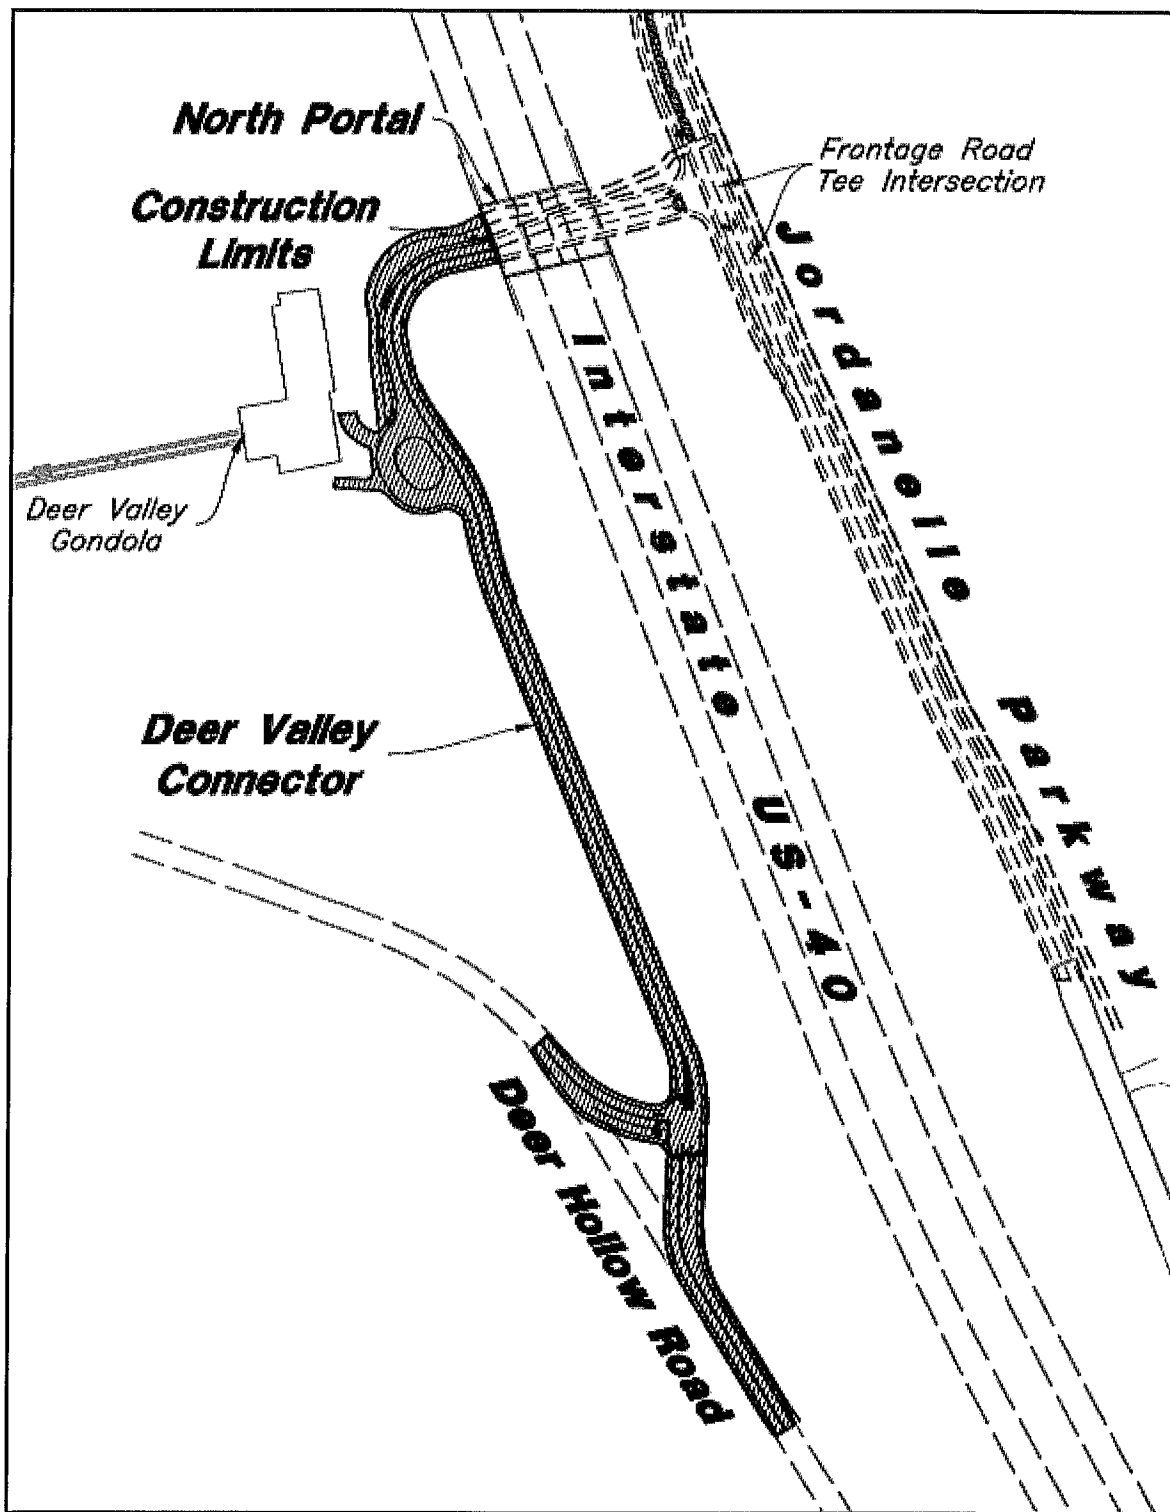 North Portal
Frontage Road
Tee Intersection
Construction
Limits
Jordanelle Parkway
Interstate US-40
Deer Valley
Gondola
Deer Valley
Connector
Deer Hollow Road